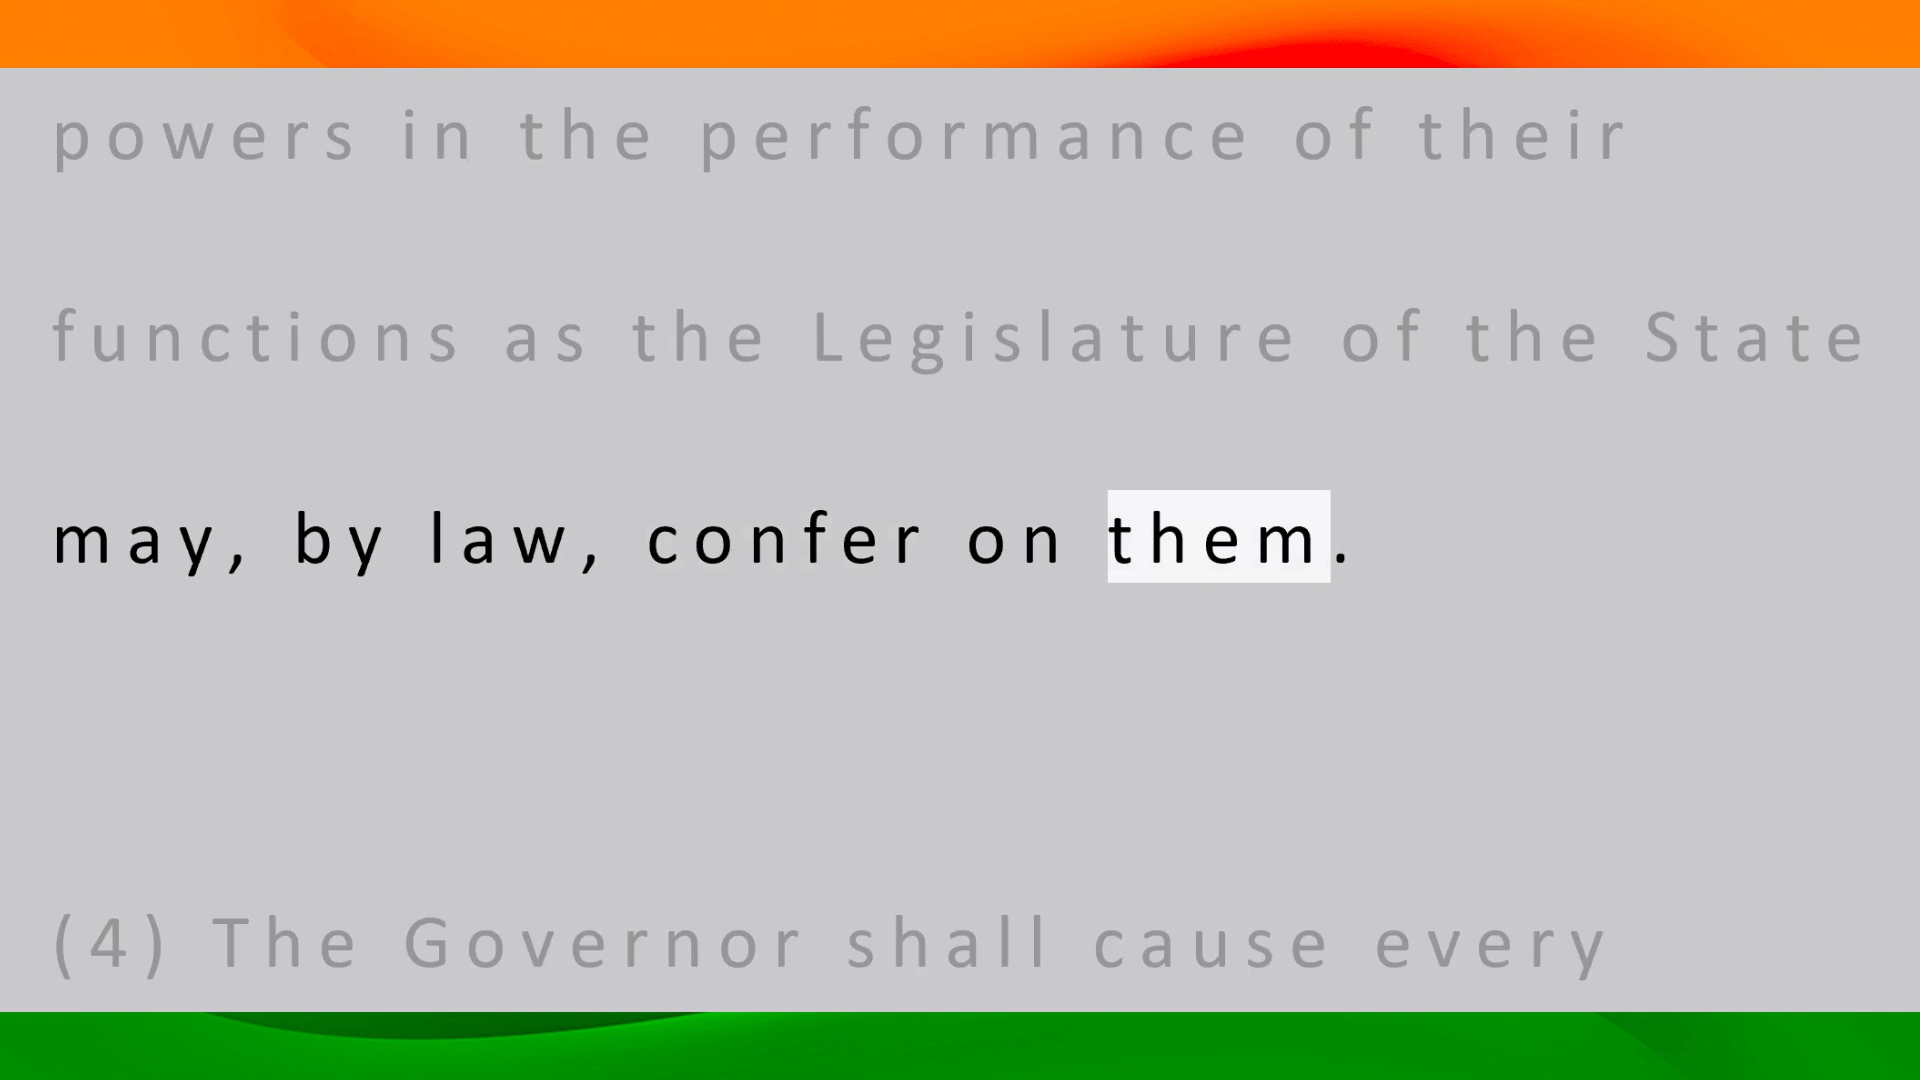 powers in the performance of their
functions as the Legislature of the State
may, by law, confer on them.
(4) The Governor shall cause every